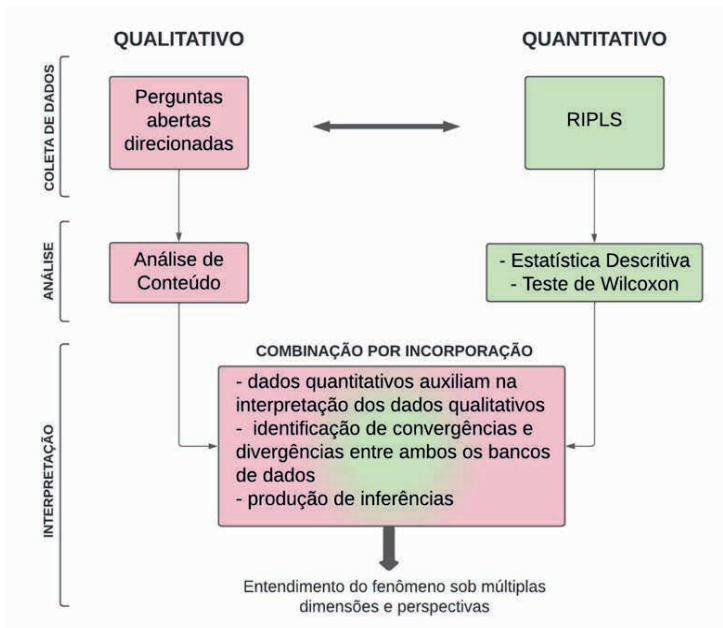 QUALITATIVO
QUANTITATIVO
COLETA DE DADOS
Perguntas
abertas
direcionadas
RIPLS
ANÁLISE
Análise de
Conteúdo
- Estatística Descritiva
- Teste de Wilcoxon
INTERPRETAÇÃO
COMBINAÇÃO POR INCORPORAÇÃO
- dados quantitativos auxiliam na
interpretação dos dados qualitativos
- identificação de convergências e
divergências entre ambos os bancos
de dados
- produção de inferências
Entendimento do fenômeno sob múltiplas
dimensões e perspectivas